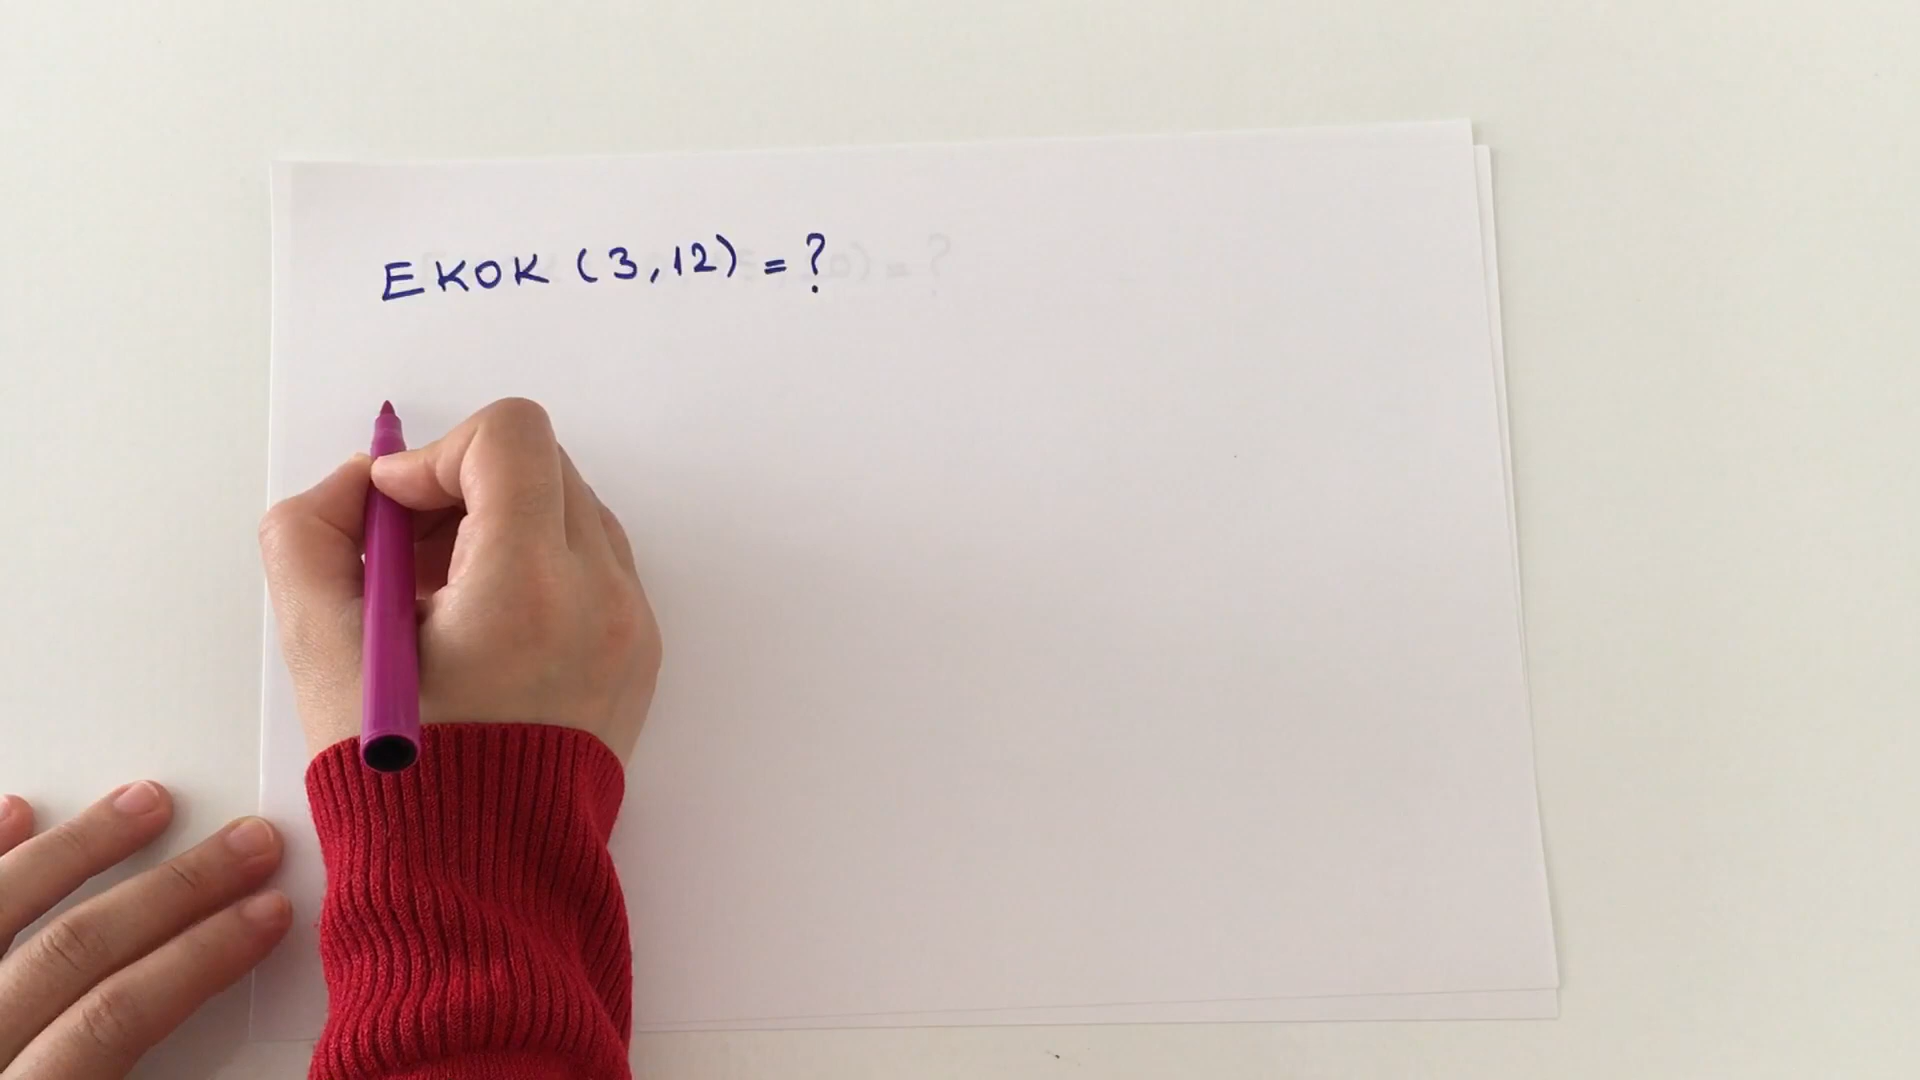 EKOK (3,12) = ?